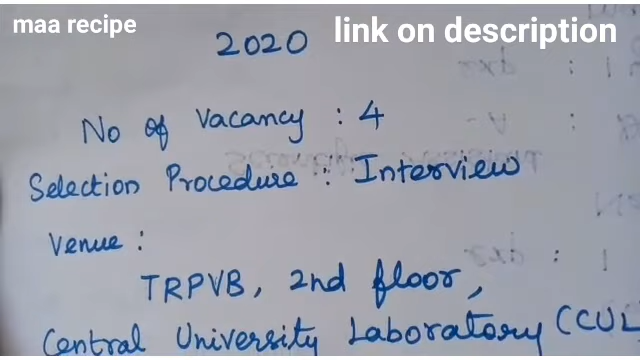 maa recipe
link on description
2020
No of Vacancy : 4
Selection Procedure : Interview
Venue :
TRPVB, 2nd floor,
Central University Laboratory (CUL